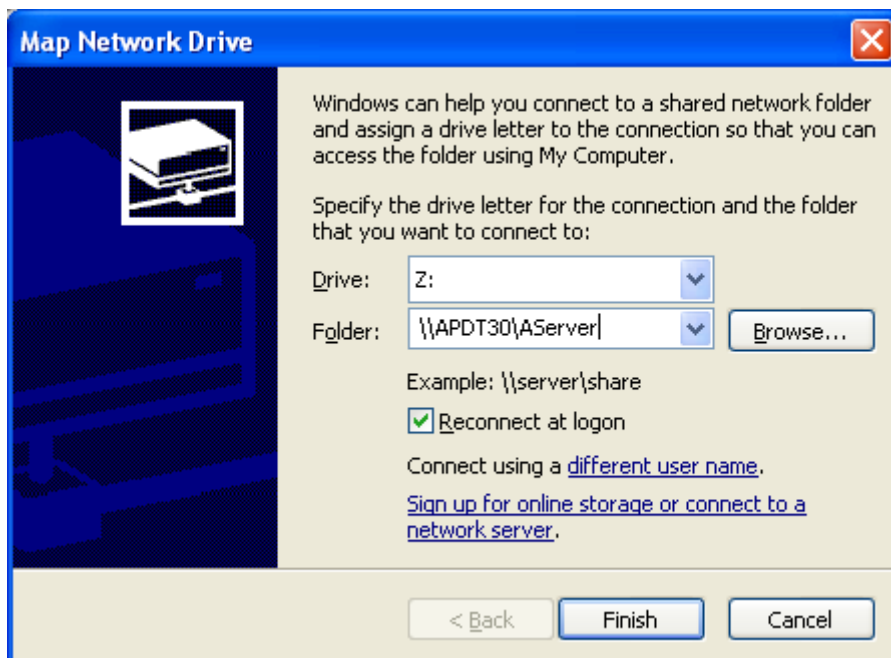 Map Network Drive
Windows can help you connect to a shared network folder
and assign a drive letter to the connection so that you can
access the folder using My Computer.
Specify the drive letter for the connection and the folder
that you want to connect to:
Drive: Z:
Folder: \\APDT30\AServer Browse...
Example: \\server\share
Reconnect at logon
Connect using a different user name.
Sign up for online storage or connect to a
network server.
< Back Finish Cancel